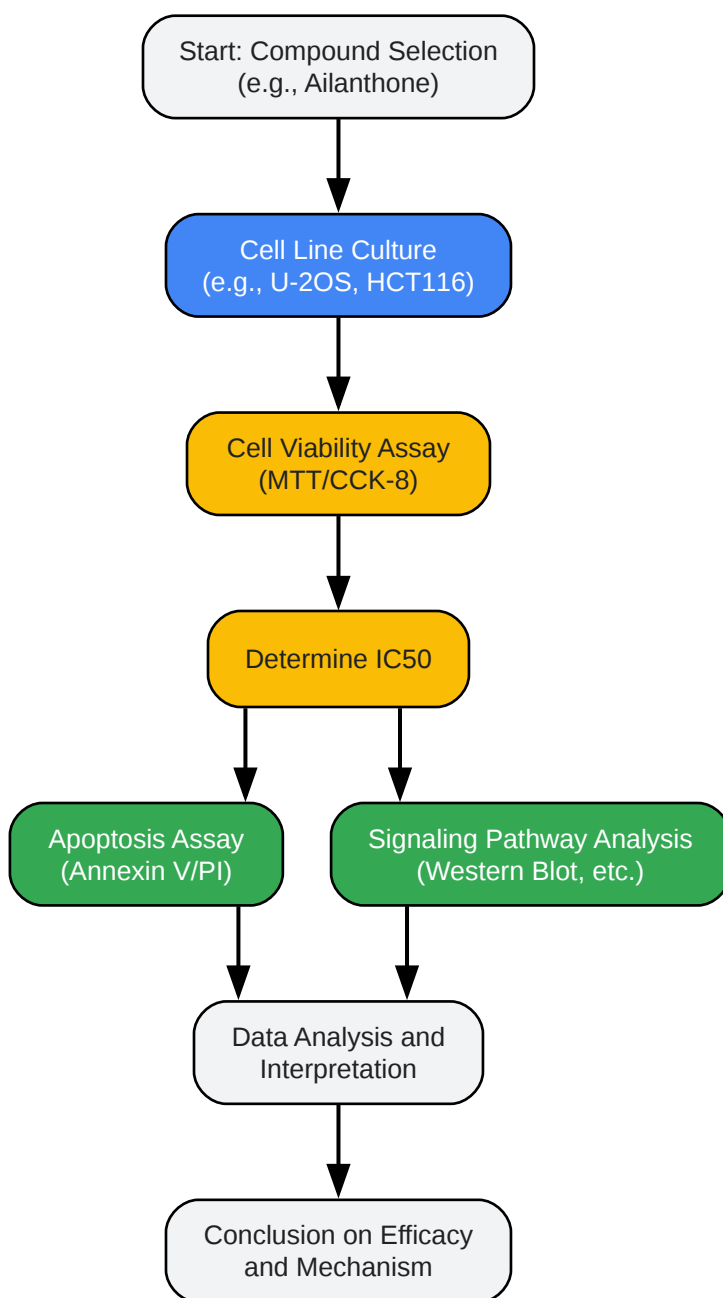 Start: Compound Selection
(e.g., Ailanthone)
Cell Line Culture
(e.g., U-2OS, HCT116)
Cell Viability Assay
(MTT/CCK-8)
Determine IC50
Apoptosis Assay
(Annexin V/PI)
Signaling Pathway Analysis
(Western Blot, etc.)
Data Analysis and
Interpretation
Conclusion on Efficacy
and Mechanism